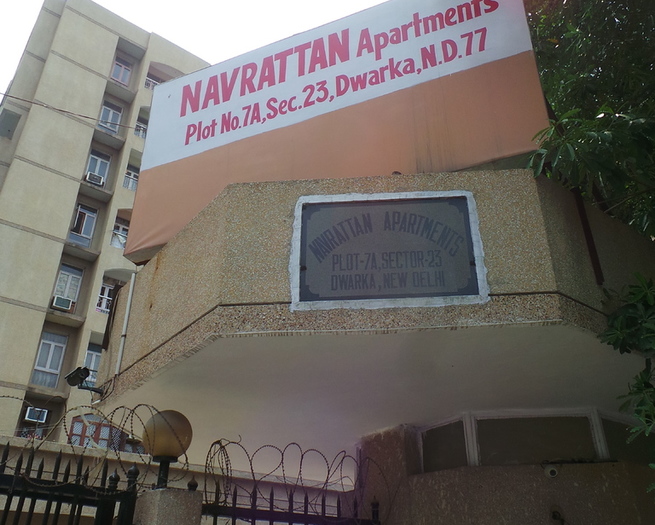 NAVRATTAN Apartments
Plot No.7A,Sec.23,Dwarka,N.D.77
NAVRATTAN APARTMENTS
PLOT-7A,SECTOR-23
DWARKA, NEW DELHI